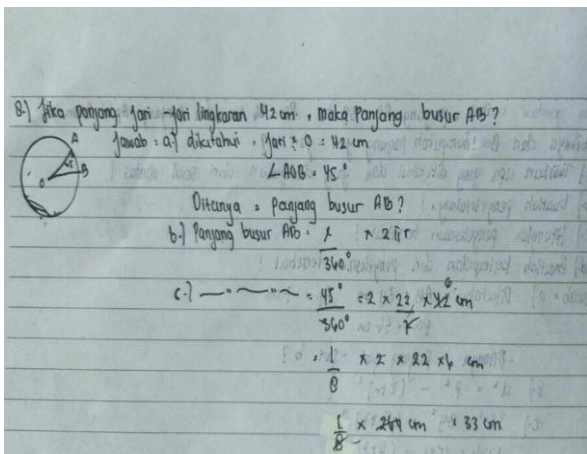 8.) Jika panjang jari-jari lingkaran 42 cm, maka panjang busur AB?
Jawab = a.) diketahui = jari² O = 42 cm
A
45
B
O
∠AOB = 45°
Ditanya = panjang busur AB?
b.) Panjang busur AB = x/360° × 2πr
c.) —"— ~"~ = 45°/360° = 2 × 22/7 × 42 6 cm
= 1/8 × 2 × 22 × 6 cm
1/8 × 264 cm = 33 cm